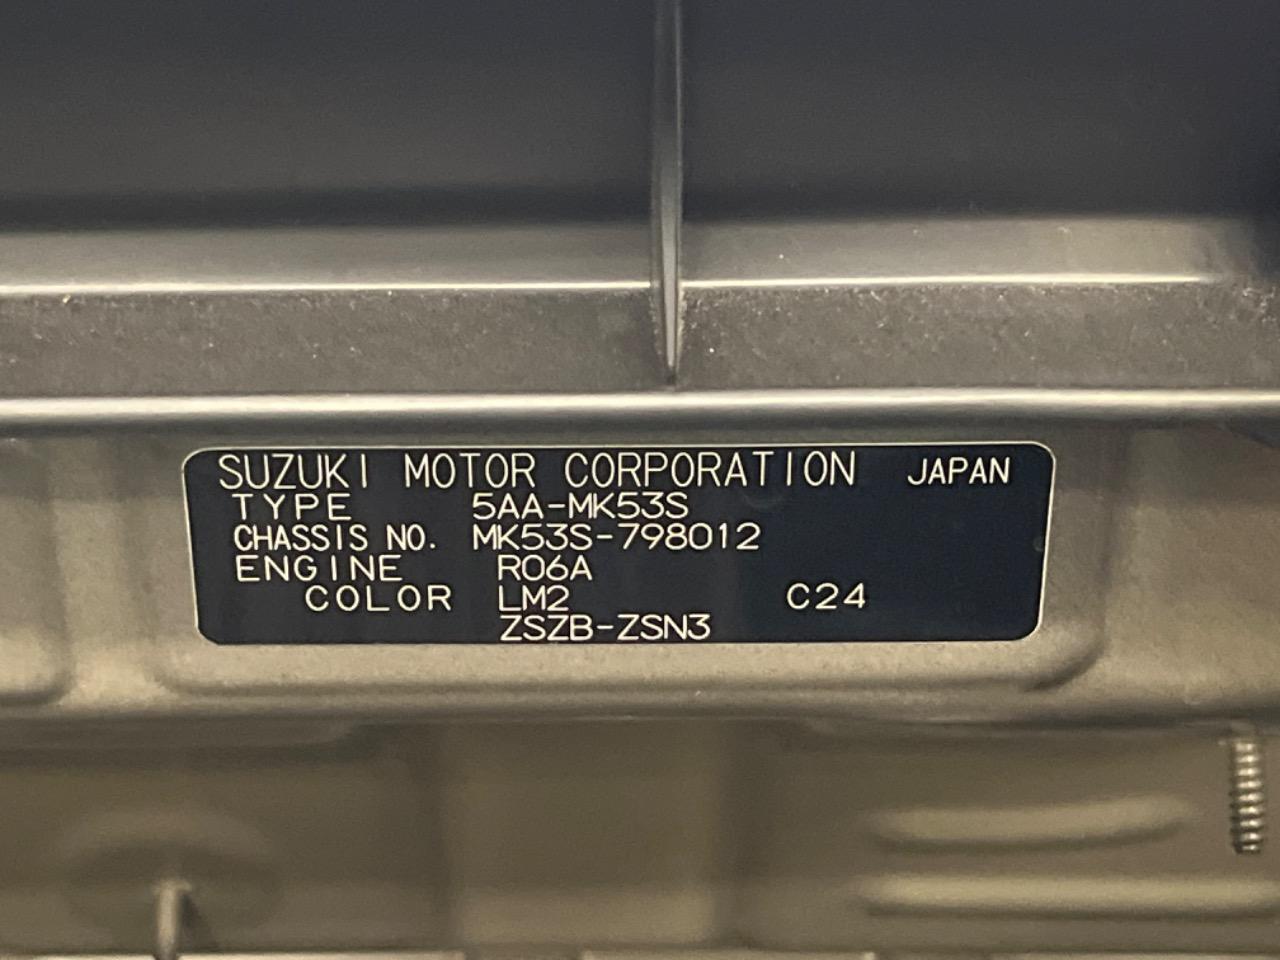 SUZUKI MOTOR CORPORATION JAPAN
TYPE 5AA-MK53S
CHASSIS NO. MK53S-798012
ENGINE R06A
COLOR LM2 C24
ZSZB-ZSN3